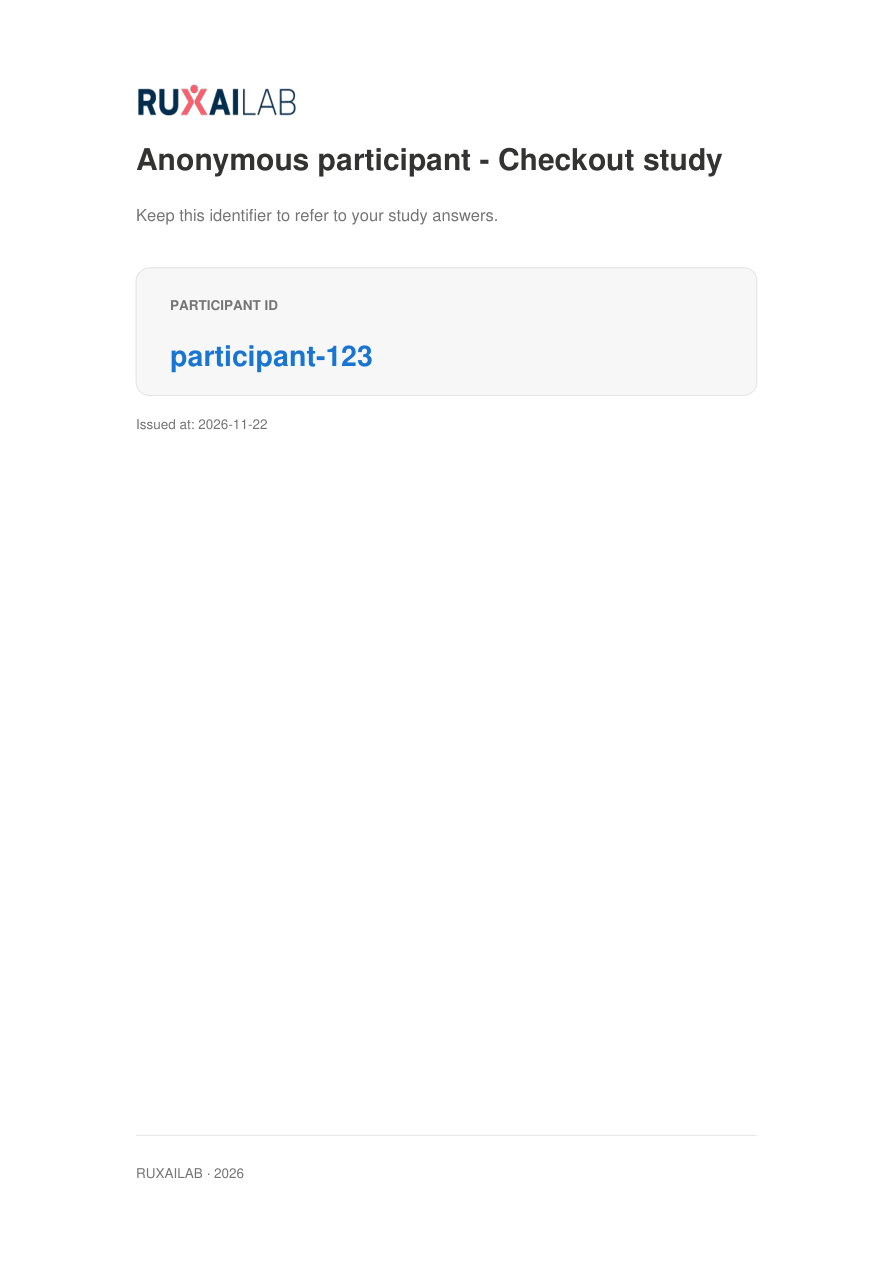 RUXAILAB
Anonymous participant - Checkout study
Keep this identifier to refer to your study answers.
PARTICIPANT ID
participant-123
Issued at: 2026-11-22
RUXAILAB · 2026